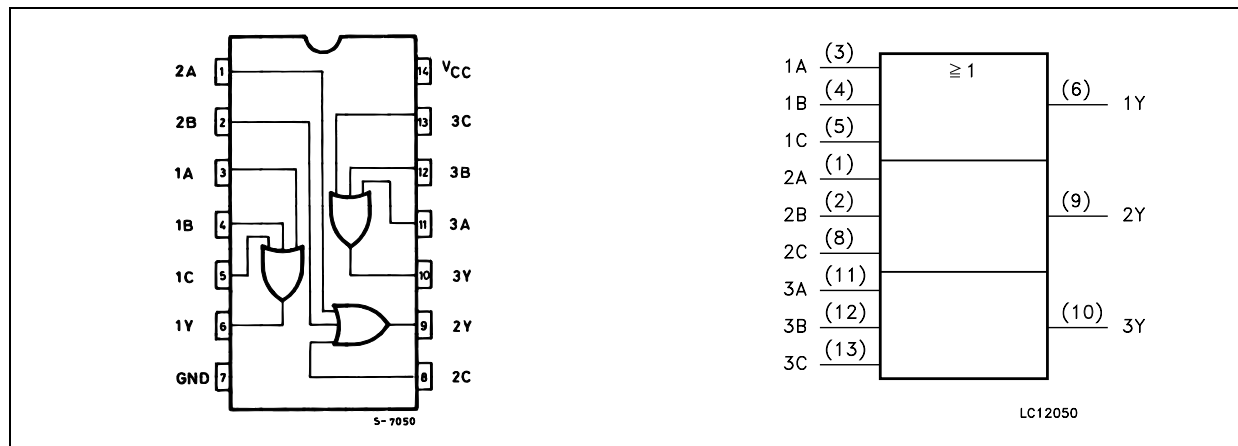 2A 1 14 VCC
2B 2 13 3C
1A 3 12 3B
1B 4 11 3A
1C 5 10 3Y
1Y 6 9 2Y
GND 7 8 2C
S-7050
≧1
1A (3)
1B (4) (6) 1Y
1C (5)
2A (1)
2B (2) (9) 2Y
2C (8)
3A (11)
3B (12) (10) 3Y
3C (13)
LC12050